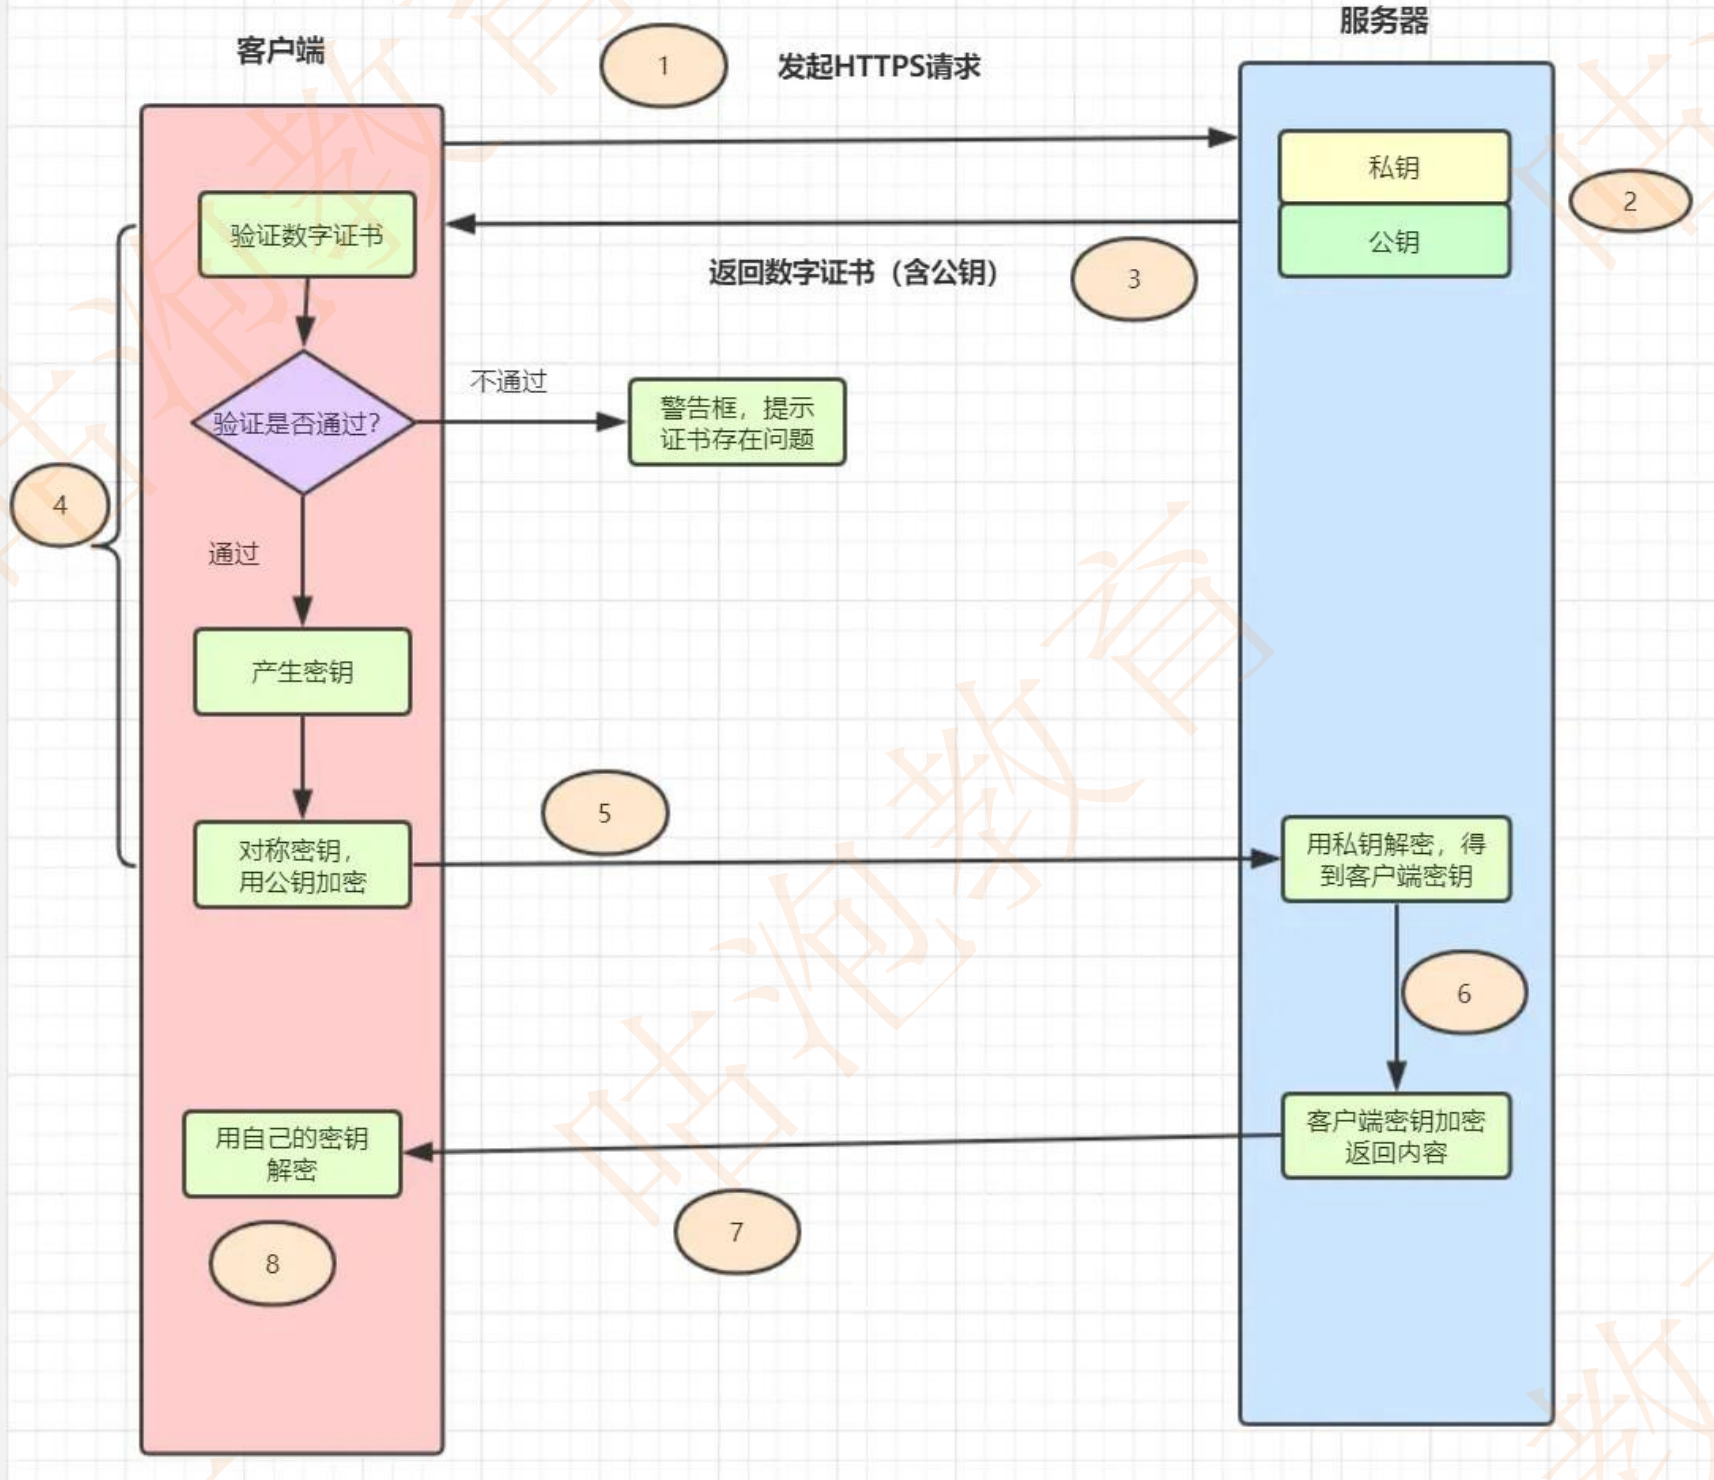 服务器
客户端
1
发起HTTPS请求
私钥
2
公钥
验证数字证书
返回数字证书（含公钥）
3
不通过
验证是否通过？
警告框，提示
证书存在问题
4
通过
产生密钥
5
对称密钥，
用公钥加密
用私钥解密，得
到客户端密钥
6
用自己的密钥
解密
客户端密钥加密
返回内容
7
8
咕泡教育
咕泡教育